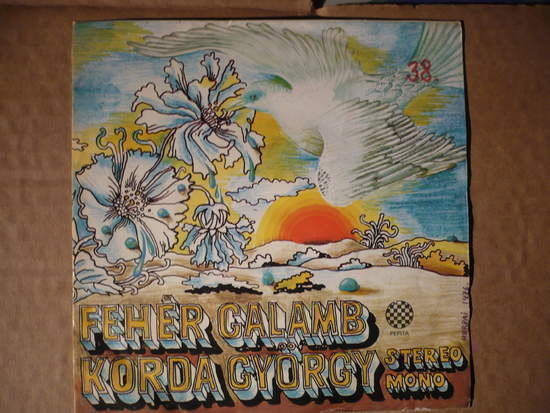 38
FEHÉR GALAMB
KORDA GYÖRGY
STEREO
MONO
PEPITA